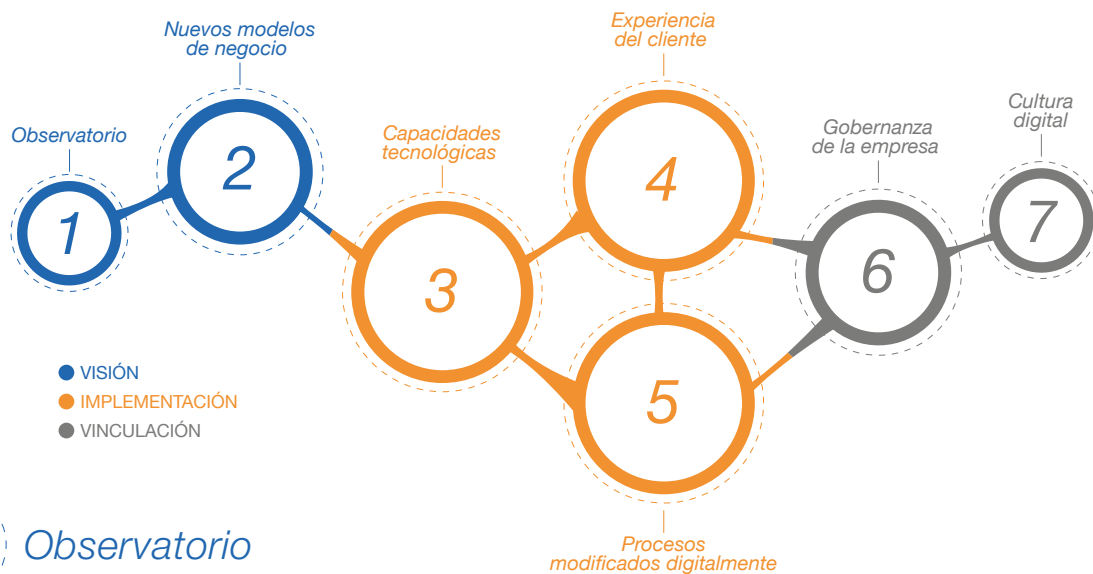 Observatorio
1
Nuevos modelos
de negocio
2
Capacidades
tecnológicas
3
Experiencia
del cliente
4
5
Procesos
modificados digitalmente
Gobernanza
de la empresa
6
Cultura
digital
7
VISIÓN
IMPLEMENTACIÓN
VINCULACIÓN
Observatorio